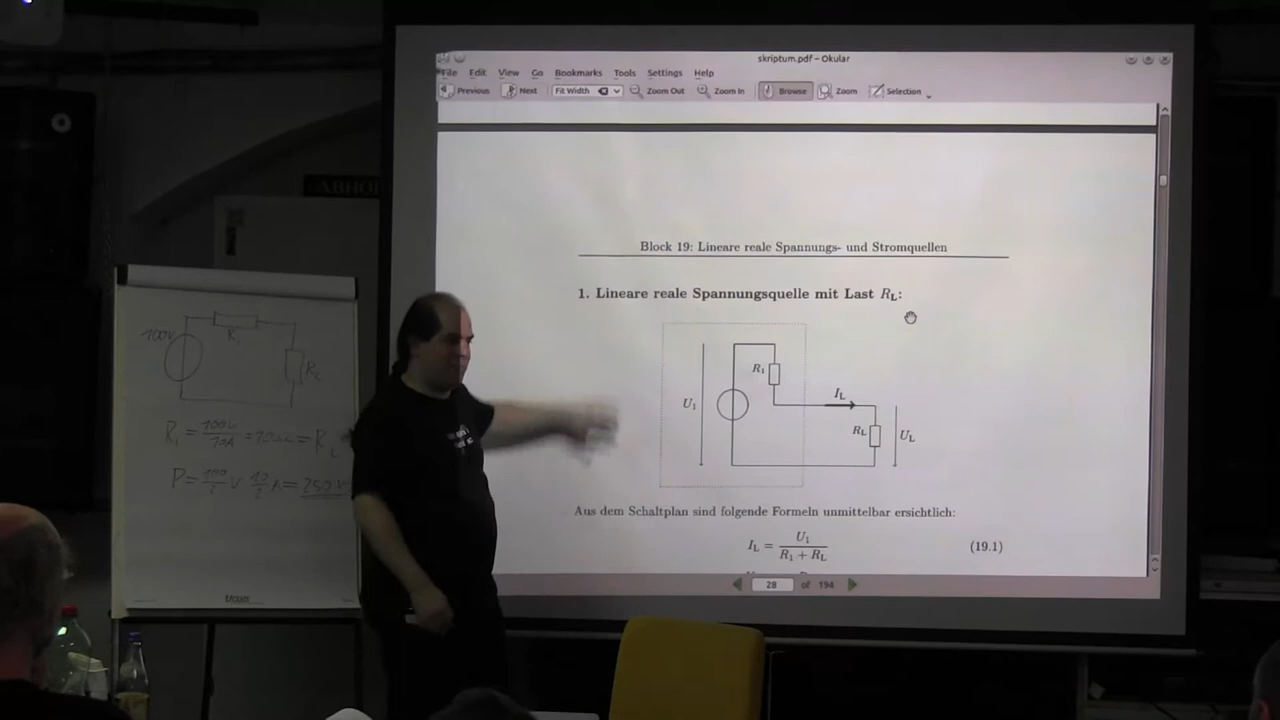 skriptum.pdf – Okular
File Edit View Go Bookmarks Tools Settings Help
Previous Next Fit Width Zoom Out Zoom In Browse Zoom Selection
Block 19: Lineare reale Spannungs- und Stromquellen
1. Lineare reale Spannungsquelle mit Last RL:
R1
IL
U1
RL
UL
Aus dem Schaltplan sind folgende Formeln unmittelbar ersichtlich:
IL = U1 / (R1 + RL) (19.1)
28 of 194
100V
RL